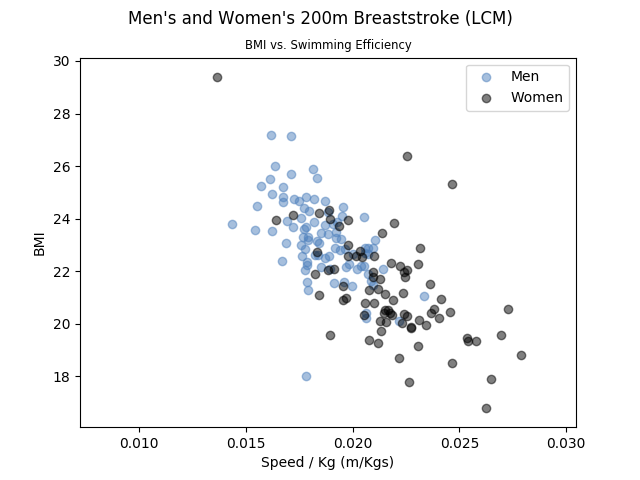 Men's and Women's 200m Breaststroke (LCM)
BMI vs. Swimming Efficiency
Men
Women
30
28
26
24
22
20
18
BMI
0.010 0.015 0.020 0.025 0.030
Speed / Kg (m/Kgs)